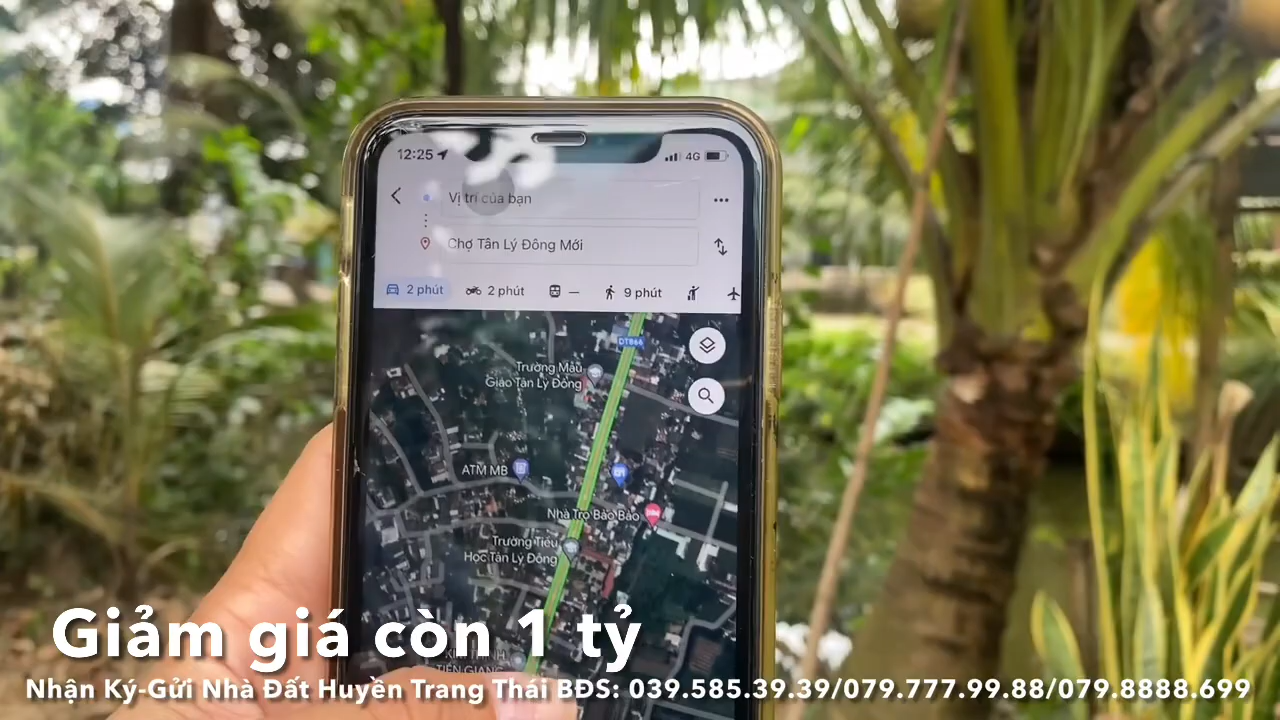 12:25
4G
Vị trí của bạn
Chợ Tân Lý Đông Mới
2 phút
2 phút
—
9 phút
ĐT866
Trường Mẫu
Giáo Tân Lý Đông
ATM MB
Nhà Trọ Bảo Bảo
Trường Tiểu
Học Tân Lý Đông
TIỀN GIANG
Giảm giá còn 1 tỷ
Nhận Ký-Gửi Nhà Đất Huyền Trang Thái BĐS: 039.585.39.39/079.777.99.88/079.8888.699